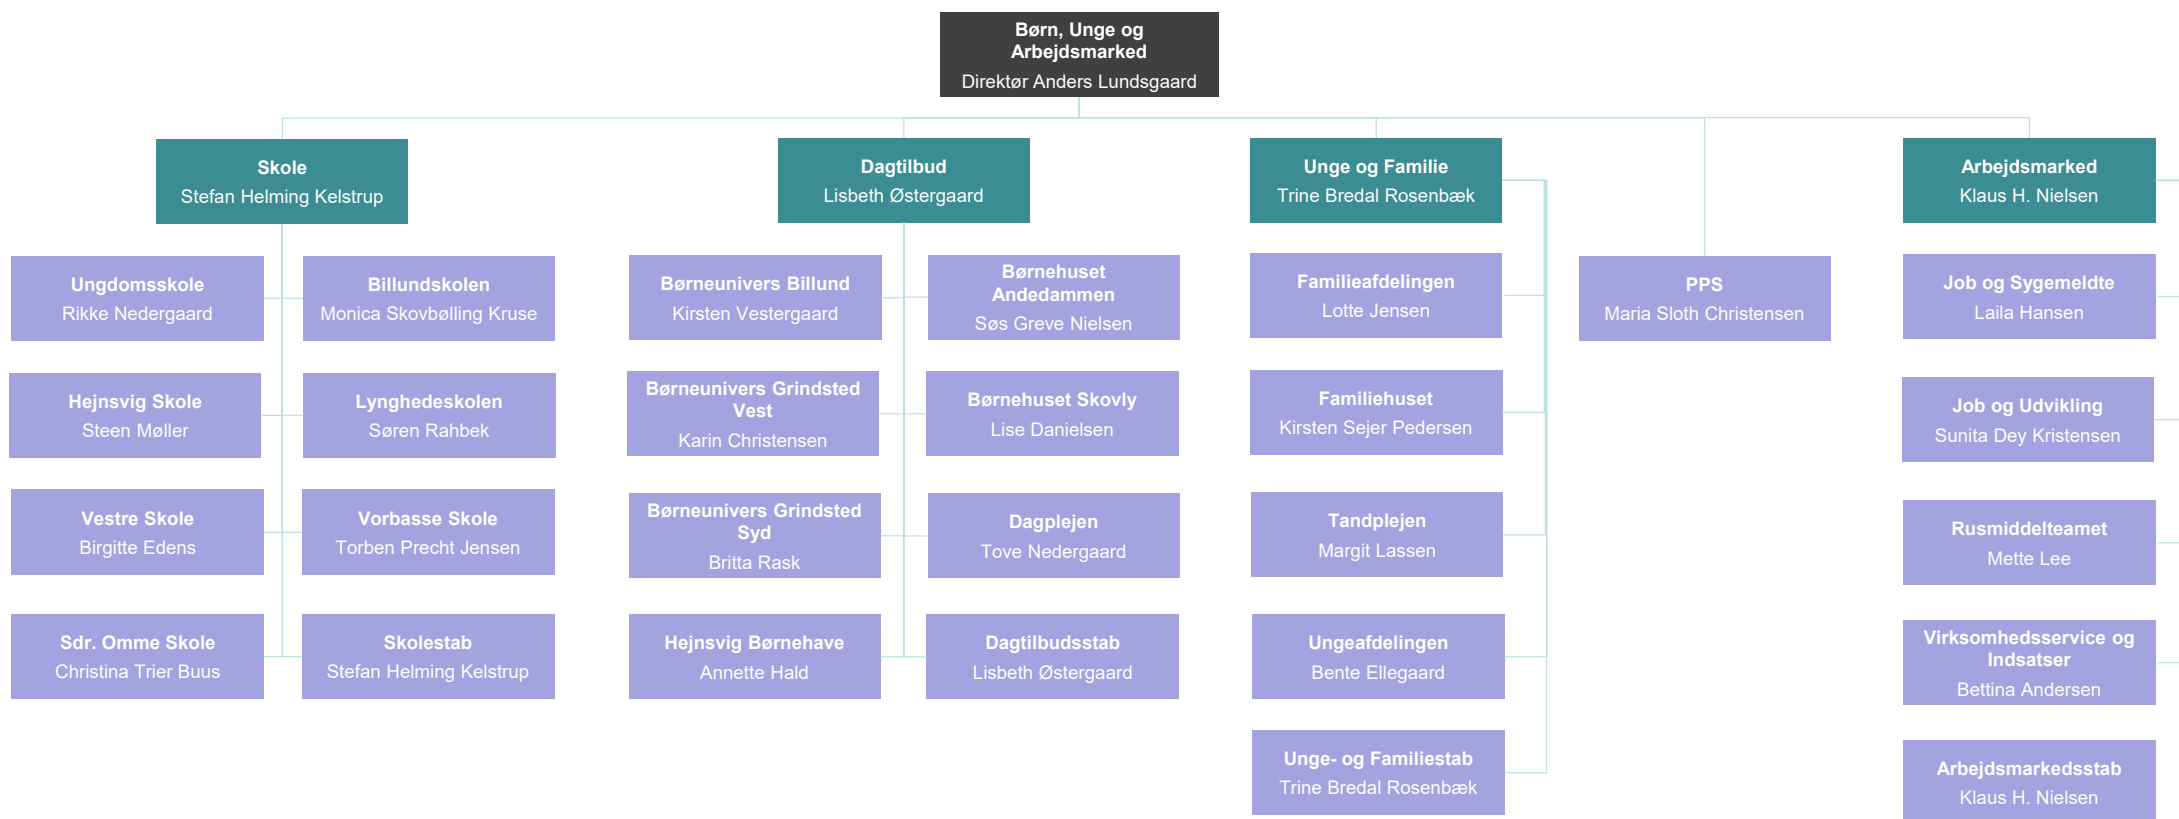 Børn, Unge og
Arbejdsmarked
Direktør Anders Lundsgaard
Skole
Stefan Helming Kelstrup
Ungdomsskole
Rikke Nedergaard
Billundskolen
Monica Skovbølling Kruse
Hejnsvig Skole
Steen Møller
Lynghedeskolen
Søren Rahbek
Vestre Skole
Birgitte Edens
Vorbasse Skole
Torben Precht Jensen
Sdr. Omme Skole
Christina Trier Buus
Skolestab
Stefan Helming Kelstrup
Dagtilbud
Lisbeth Østergaard
Børneunivers Billund
Kirsten Vestergaard
Børnehuset
Andedammen
Søs Greve Nielsen
Børneunivers Grindsted
Vest
Karin Christensen
Børnehuset Skovly
Lise Danielsen
Børneunivers Grindsted
Syd
Britta Rask
Dagplejen
Tove Nedergaard
Hejnsvig Børnehave
Annette Hald
Dagtilbudsstab
Lisbeth Østergaard
Unge og Familie
Trine Bredal Rosenbæk
Familieafdelingen
Lotte Jensen
Familiehuset
Kirsten Sejer Pedersen
Tandplejen
Margit Lassen
Ungeafdelingen
Bente Ellegaard
Unge- og Familiestab
Trine Bredal Rosenbæk
PPS
Maria Sloth Christensen
Arbejdsmarked
Klaus H. Nielsen
Job og Sygemeldte
Laila Hansen
Job og Udvikling
Sunita Dey Kristensen
Rusmiddelteamet
Mette Lee
Virksomhedsservice og
Indsatser
Bettina Andersen
Arbejdsmarkedsstab
Klaus H. Nielsen